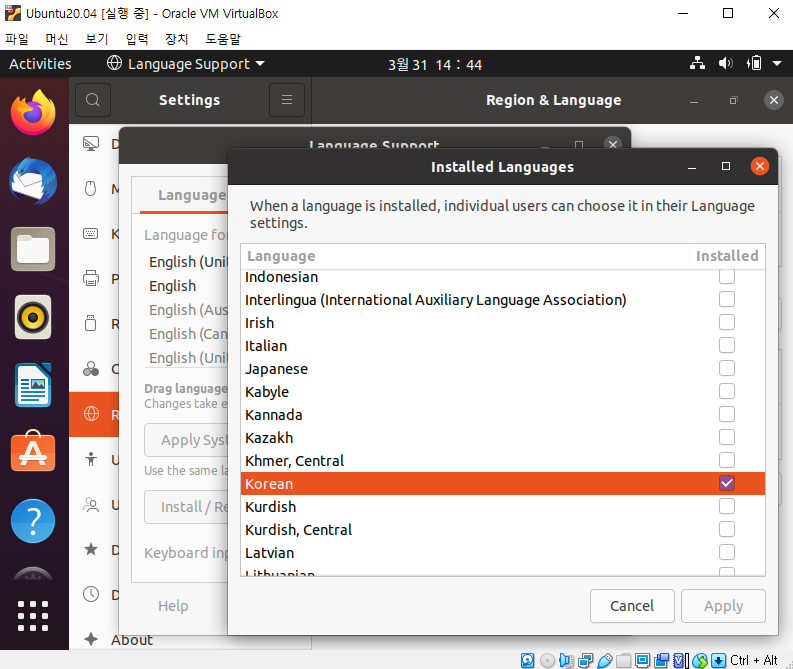 Ubuntu20.04 [실행 중] - Oracle VM VirtualBox
파일 머신 보기 입력 장치 도움말
Activities Language Support 3월 31 14 : 44
Settings Region & Language
Language Support
Installed Languages
When a language is installed, individual users can choose it in their Language
settings.
Language Installed
Indonesian
Interlingua (International Auxiliary Language Association)
Irish
Italian
Japanese
Kabyle
Kannada
Kazakh
Khmer, Central
Korean
Kurdish
Kurdish, Central
Latvian
Lithuanian
Cancel Apply
Language
Language for
English (Uni
English
English (Aus
English (Can
English (Uni
Drag language
Changes take e
Apply Sys
Use the same la
Install / Re
Keyboard inp
Help
D
M
K
P
R
C
R
U
U
D
D
About
Ctrl + Alt